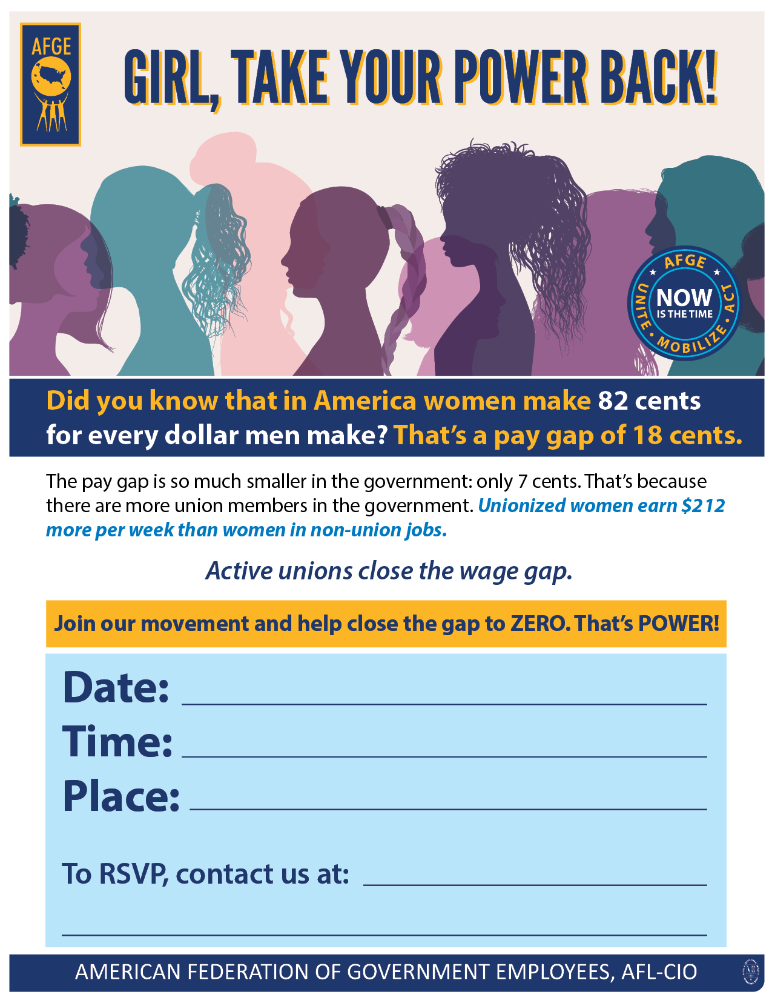 AFGE
GIRL, TAKE YOUR POWER BACK!
AFGE
UNITE • MOBILIZE • ACT
NOW
IS THE TIME
Did you know that in America women make 82 cents
for every dollar men make? That’s a pay gap of 18 cents.
The pay gap is so much smaller in the government: only 7 cents. That’s because
there are more union members in the government. Unionized women earn $212
more per week than women in non-union jobs.
Active unions close the wage gap.
Join our movement and help close the gap to ZERO. That’s POWER!
Date:
Time:
Place:
To RSVP, contact us at:
AMERICAN FEDERATION OF GOVERNMENT EMPLOYEES, AFL-CIO